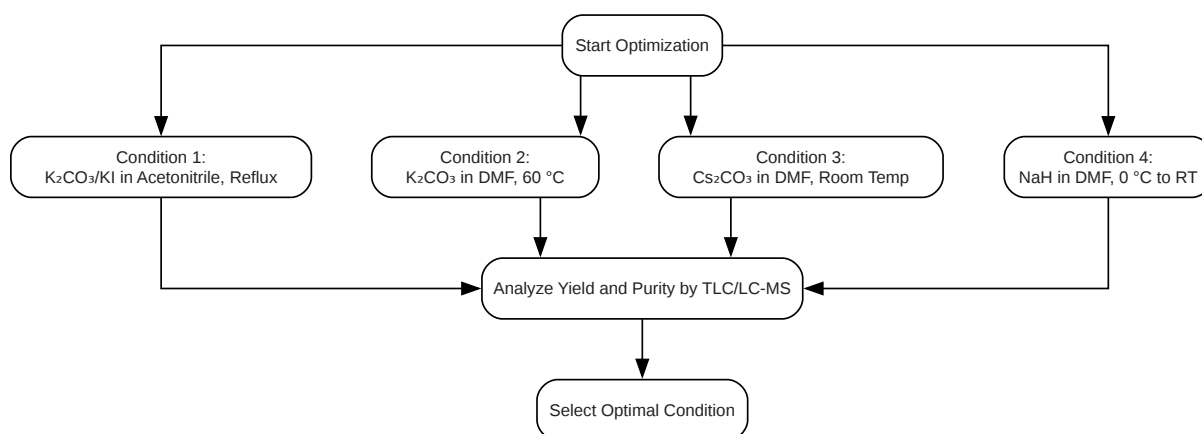 Start Optimization
Condition 1:
K₂CO₃/KI in Acetonitrile, Reflux
Condition 2:
K₂CO₃ in DMF, 60 °C
Condition 3:
Cs₂CO₃ in DMF, Room Temp
Condition 4:
NaH in DMF, 0 °C to RT
Analyze Yield and Purity by TLC/LC-MS
Select Optimal Condition